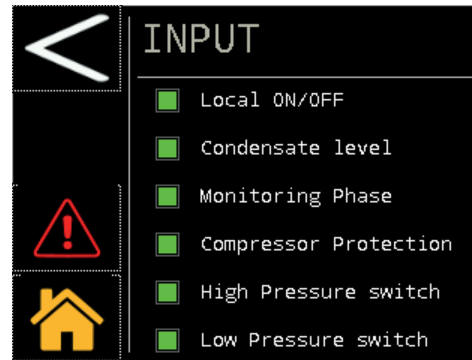 INPUT
Local ON/OFF
Condensate level
Monitoring Phase
Compressor Protection
High Pressure switch
Low Pressure switch